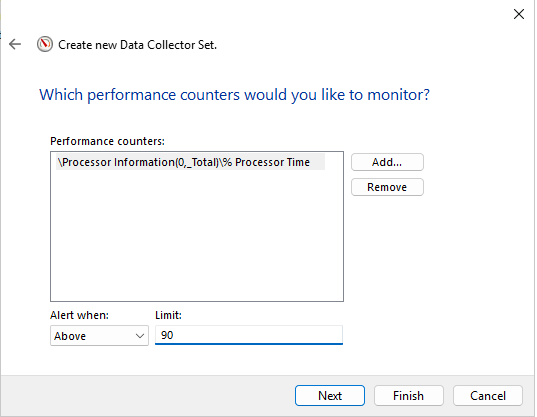 Create new Data Collector Set.
Which performance counters would you like to monitor?
Performance counters:
\Processor Information(0,_Total)\% Processor Time
Add...
Remove
Alert when: Limit:
Above 90
Next Finish Cancel